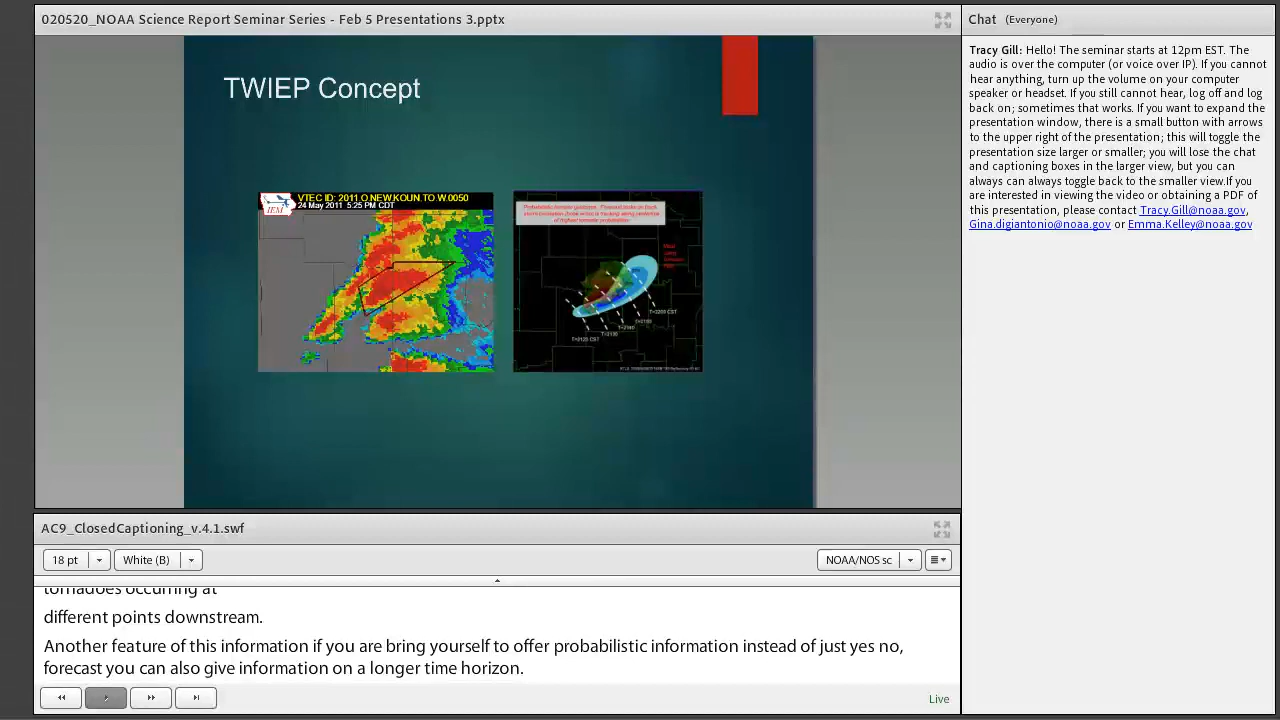 020520_NOAA Science Report Seminar Series - Feb 5 Presentations 3.pptx
TWIEP Concept
IEM
VTEC ID: 2011.O.NEW.KOUN.TO.W.0050
24 May 2011 5:25 PM CDT
T=2120 CST
T=2130
T=2140
T=2200 CST
Chat (Everyone)
Tracy Gill: Hello! The seminar starts at 12pm EST. The
audio is over the computer (or voice over IP). If you cannot
hear anything, turn up the volume on your computer
speaker or headset. If you still cannot hear, log off and log
back on; sometimes that works. If you want to expand the
presentation window, there is a small button with arrows
to the upper right of the presentation; this will toggle the
presentation size larger or smaller; you will lose the chat
and captioning boxes in the larger view, but you can
always can always toggle back to the smaller view.If you
are interested in viewing the video or obtaining a PDF of
this presentation, please contact Tracy.Gill@noaa.gov,
Gina.digiantonio@noaa.gov or Emma.Kelley@noaa.gov
AC9_ClosedCaptioning_v.4.1.swf
18 pt
White (B)
NOAA/NOS sc
tornadoes occurring at
different points downstream.
Another feature of this information if you are bring yourself to offer probabilistic information instead of just yes no,
forecast you can also give information on a longer time horizon.
Live